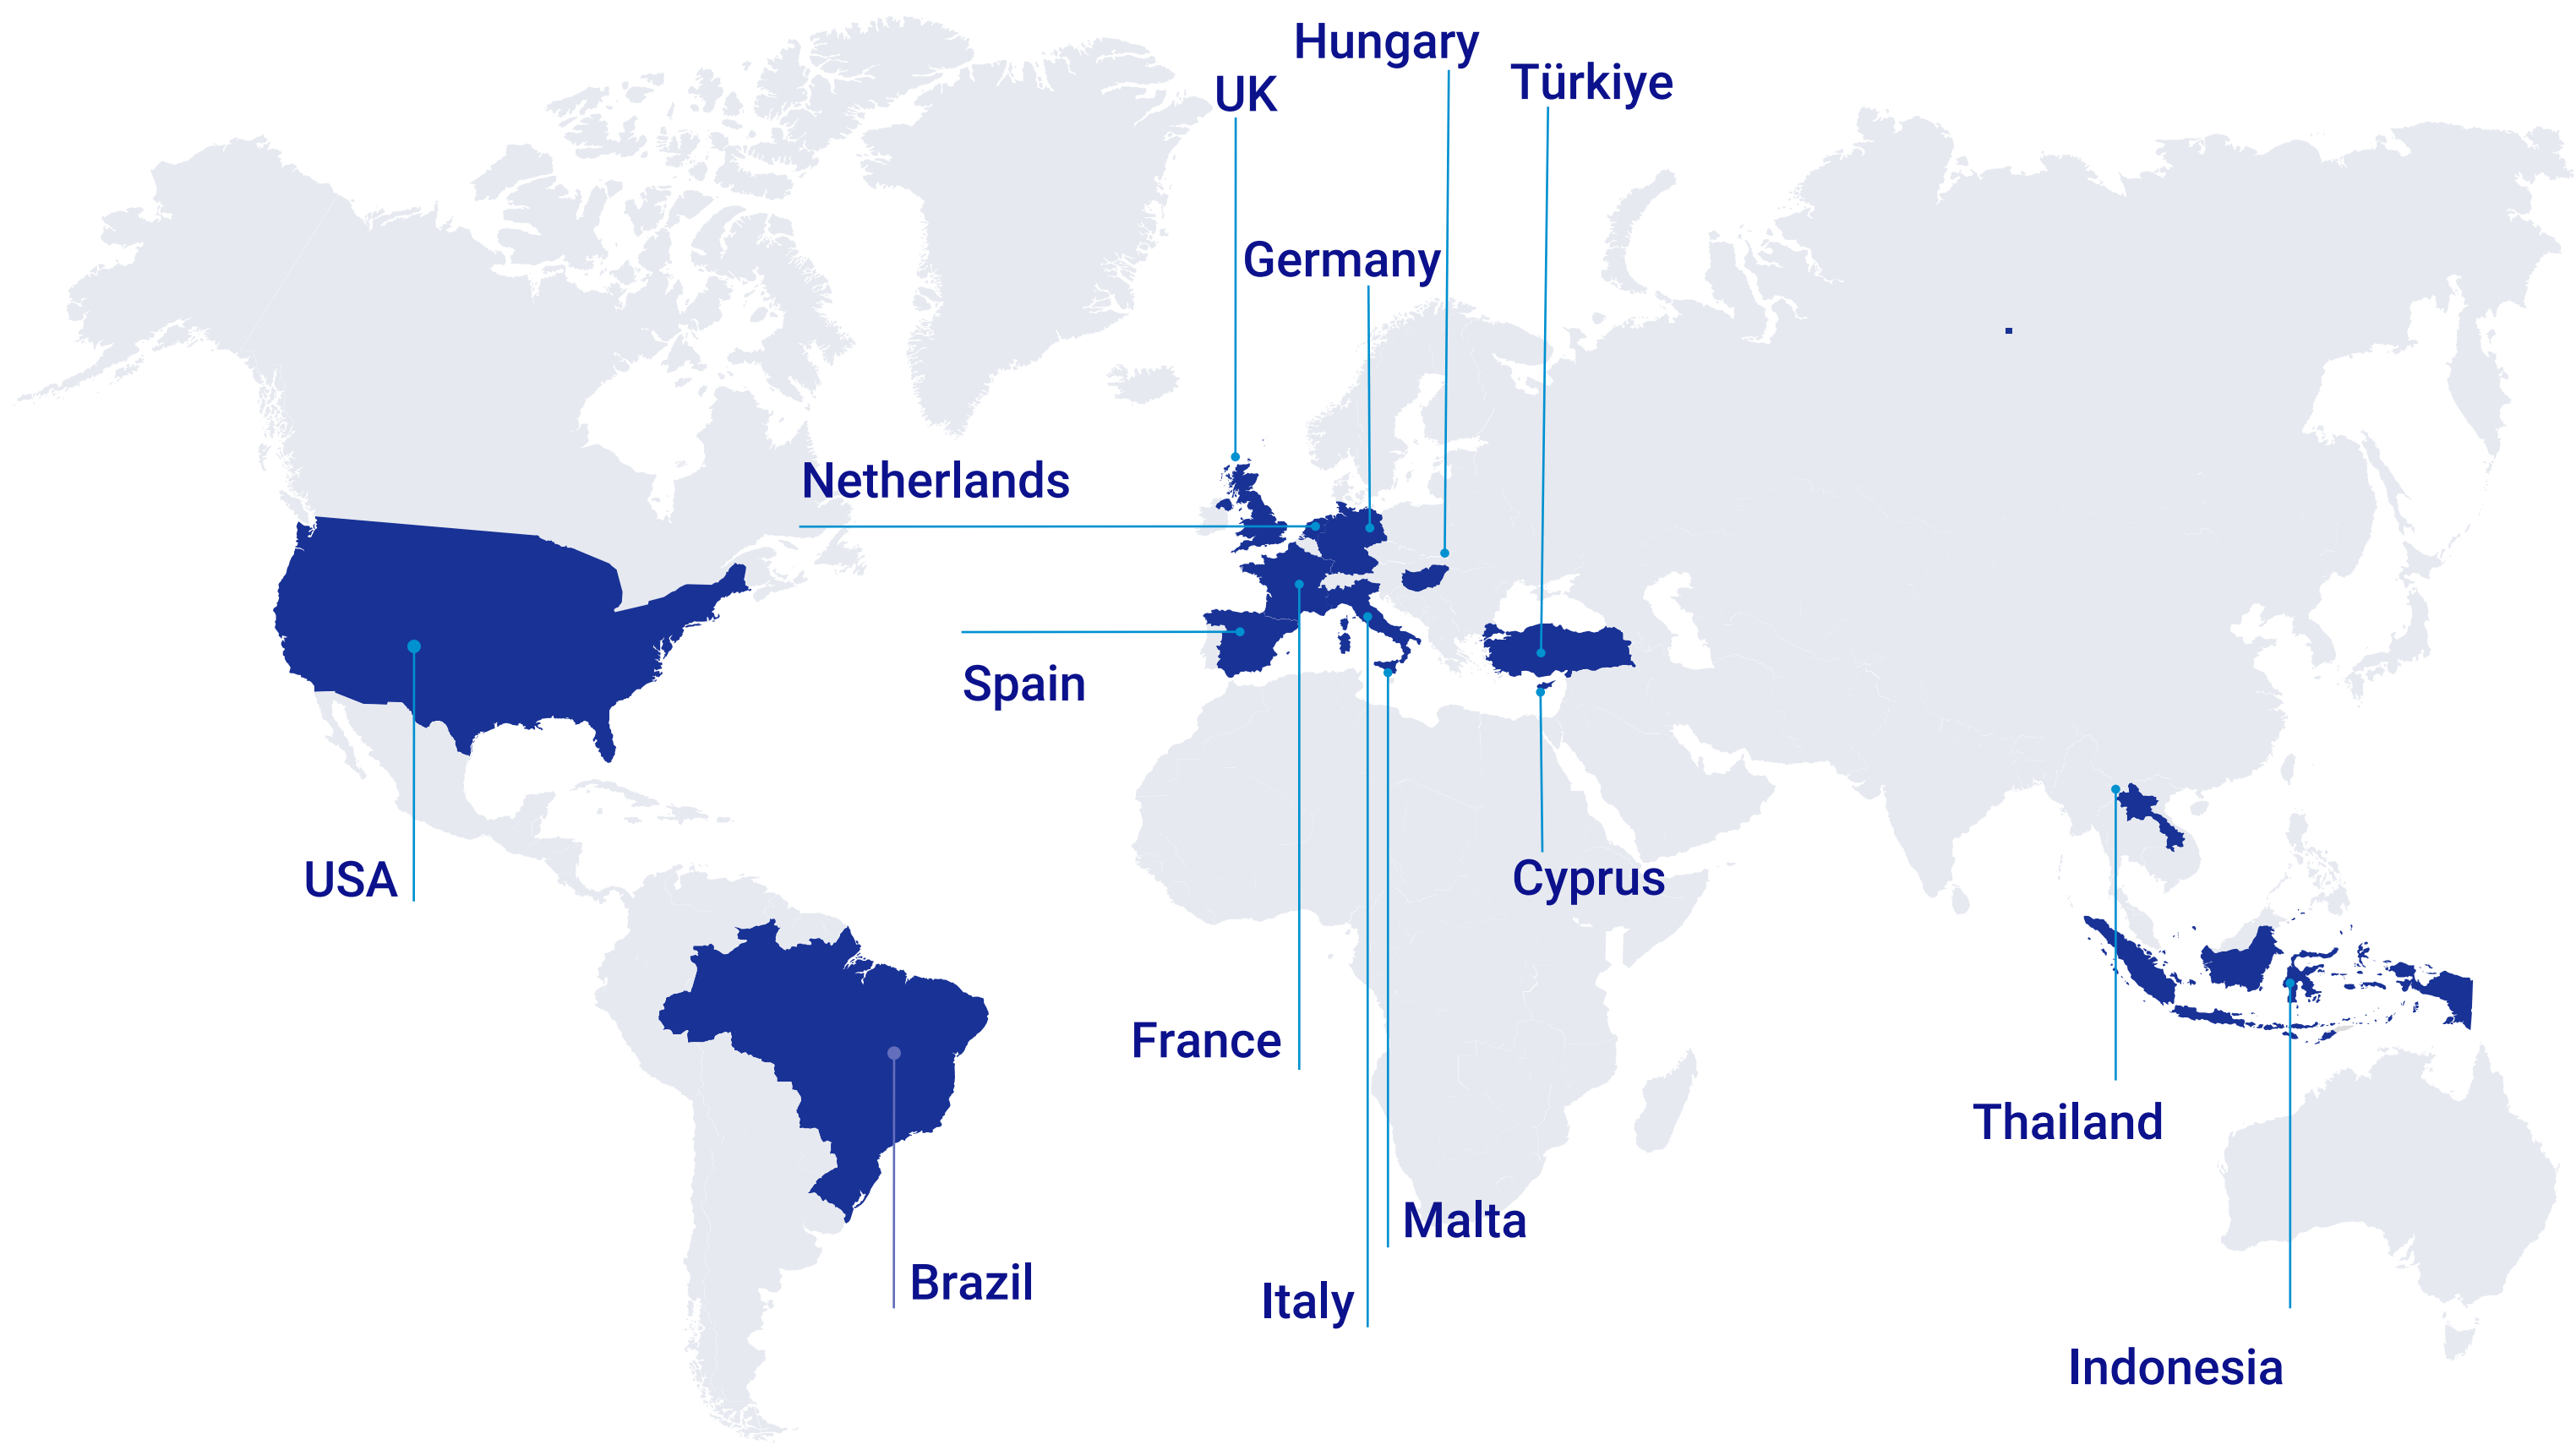 Hungary
Türkiye
UK
Germany
Netherlands
Spain
USA
Cyprus
France
Thailand
Malta
Brazil
Italy
Indonesia